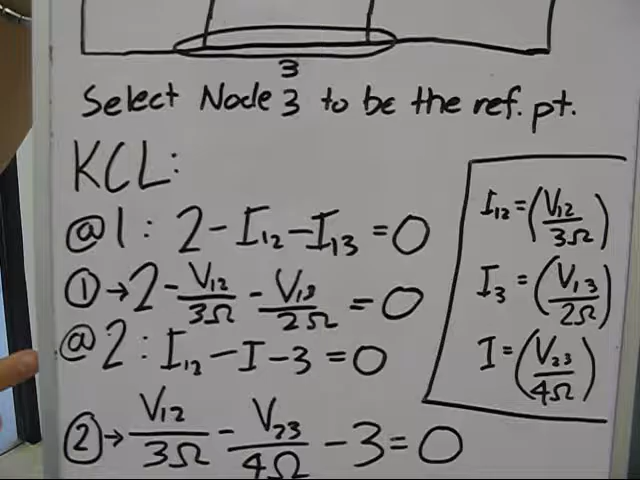 3
Select Node 3 to be the ref. pt.
KCL:
@1: 2 - I₁₂ - I₁₃ = 0
① → 2 - V₁₂/3Ω - V₁₃/2Ω = 0
@2: I₁₂ - I - 3 = 0
② → V₁₂/3Ω - V₂₃/4Ω - 3 = 0
I₁₂ = (V₁₂/3Ω)
I₃ = (V₁₃/2Ω)
I = (V₂₃/4Ω)